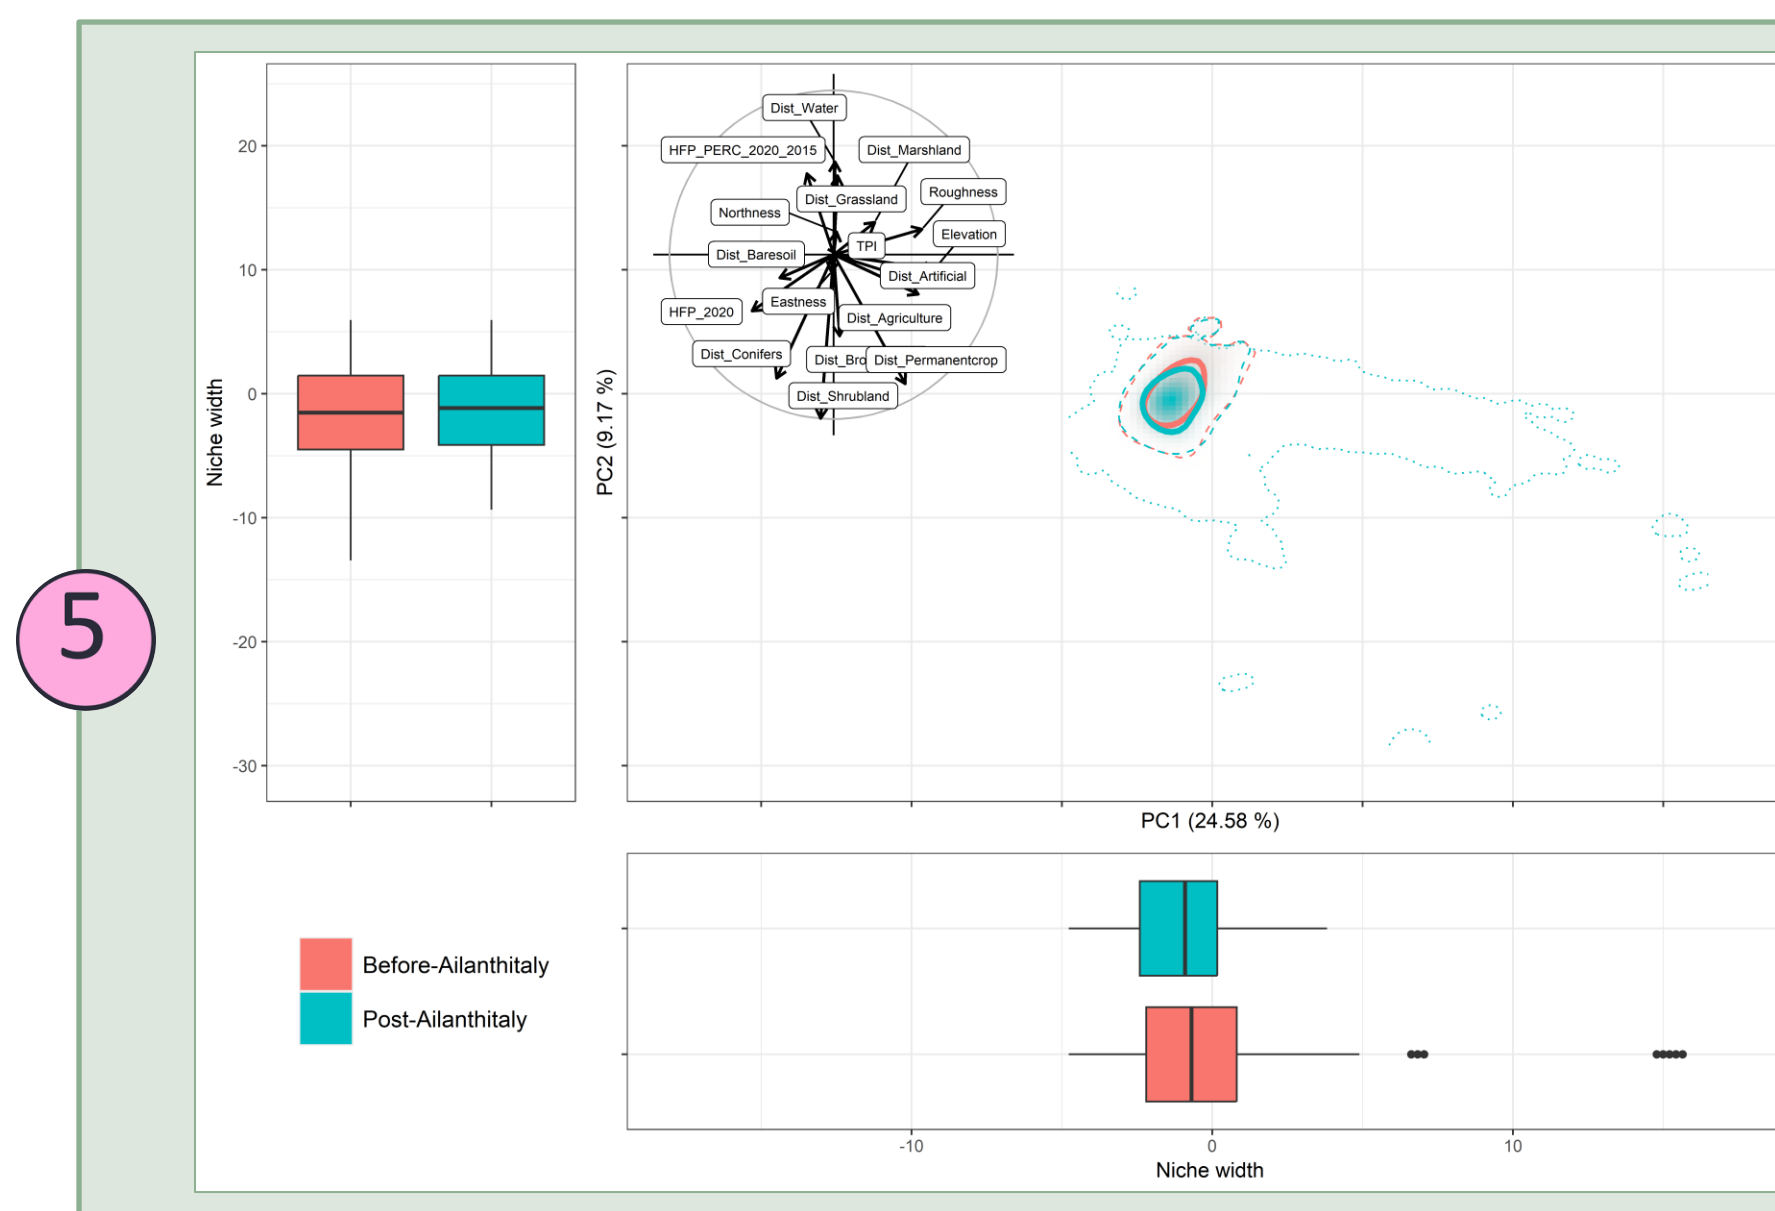 5
Niche width
20
10
0
-10
-20
-30
PC2 (9.17 %)
Dist_Water
HFP_PERC_2020_2015
Dist_Marshland
Roughness
Dist_Grassland
Northness
Elevation
TPI
Dist_Baresoil
Dist_Artificial
Eastness
HFP_2020
Dist_Agriculture
Dist_Conifers
Dist_Bro
Dist_Permanentcrop
Dist_Shrubland
PC1 (24.58 %)
Before-Ailanthitaly
Post-Ailanthitaly
-10
0
10
Niche width